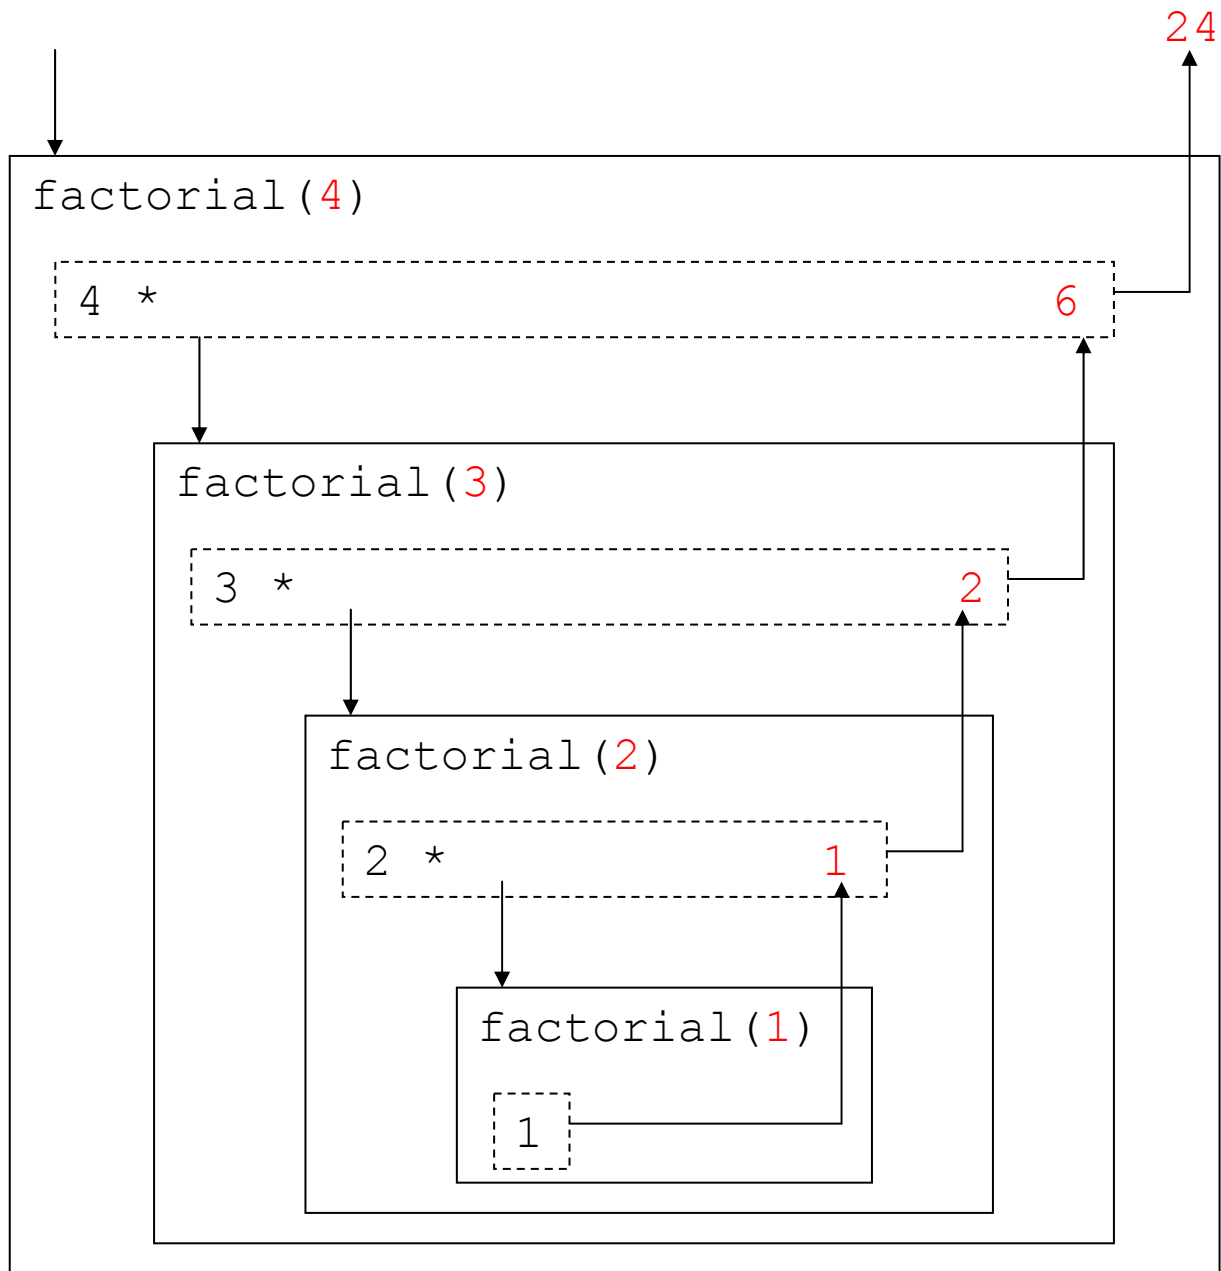 24
factorial(4)
4 * 6
factorial(3)
3 * 2
factorial(2)
2 * 1
factorial(1)
1